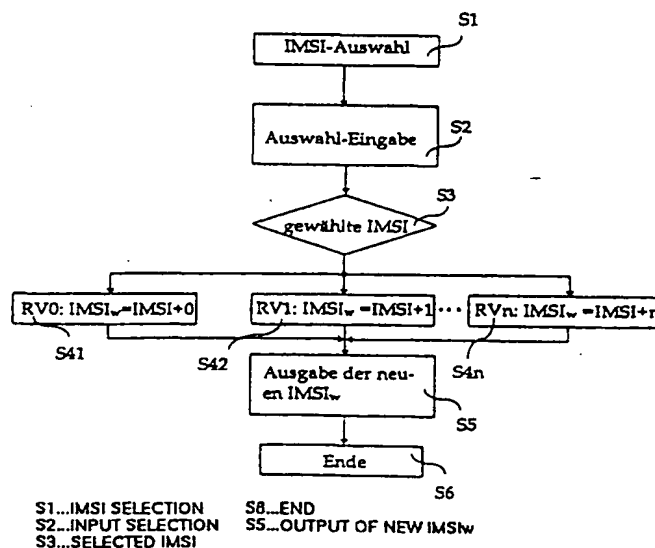 S1
IMSI-Auswahl
S2
Auswahl-Eingabe
S3
gewählte IMSI
RV0: IMSIw=IMSI+0
RV1: IMSIw=IMSI+1
...
RVn: IMSIw=IMSI+n
S41
S42
S4n
Ausgabe der neu-
en IMSIw
S5
Ende
S6
S1...IMSI SELECTION S8...END
S2...INPUT SELECTION S5...OUTPUT OF NEW IMSIw
S3...SELECTED IMSI